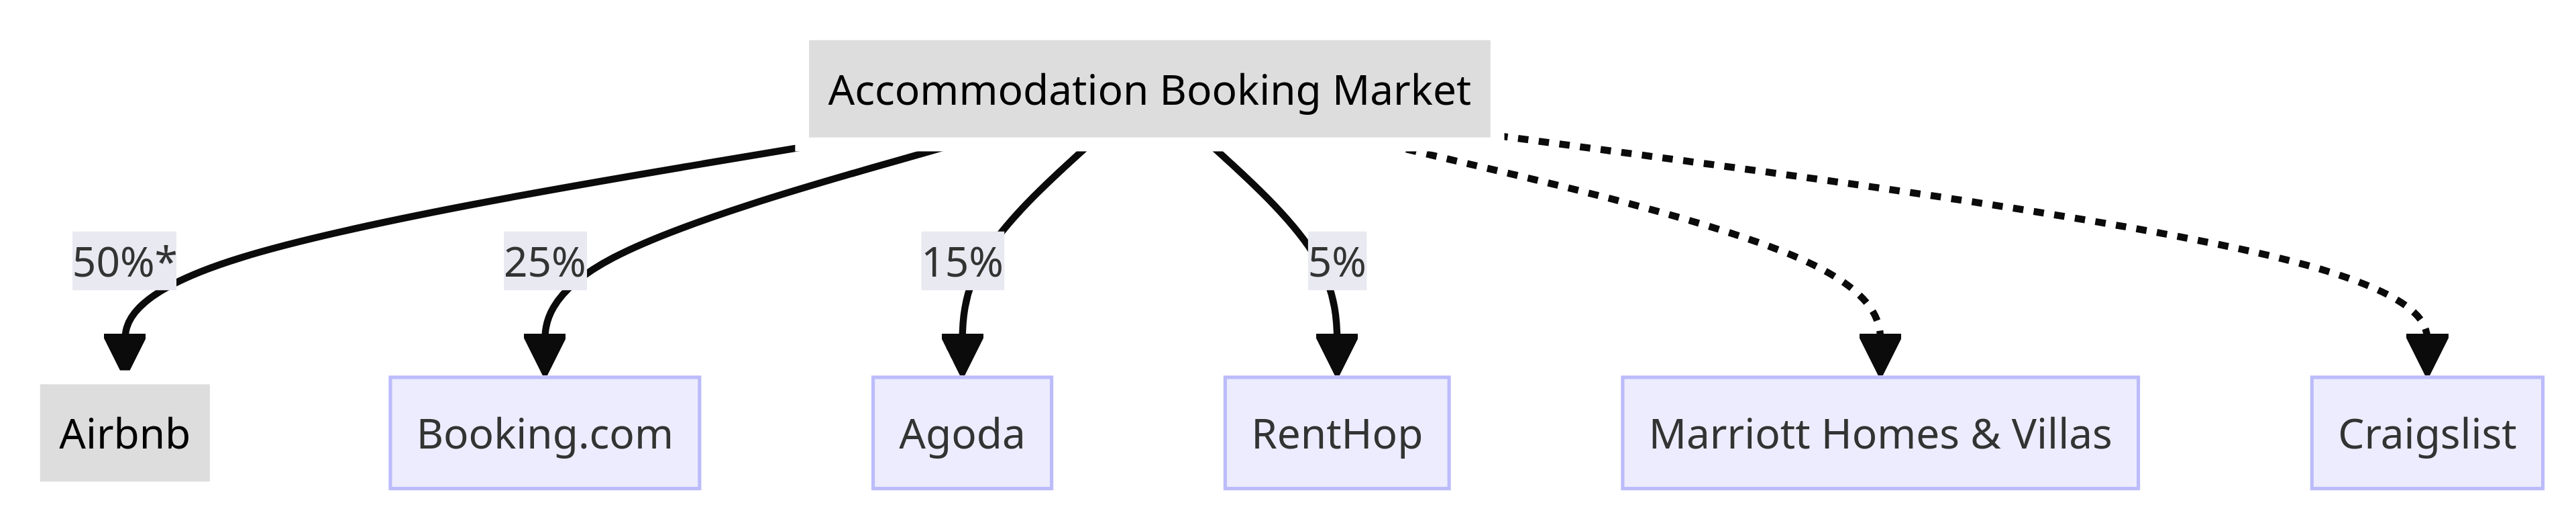 Accommodation Booking Market
50%*
25%
15%
5%
Airbnb
Booking.com
Agoda
RentHop
Marriott Homes & Villas
Craigslist